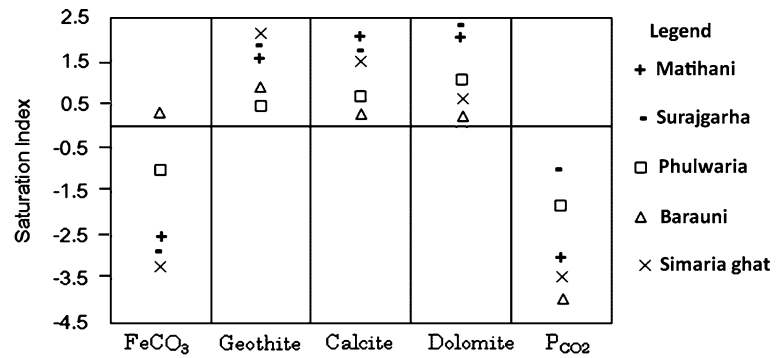 2.5
1.5
0.5
-0.5
-1.5
-2.5
-3.5
-4.5
Saturation Index
FeCO3
Geothite
Calcite
Dolomite
PCO2
Legend
Matihani
Surajgarha
Phulwaria
Barauni
Simaria ghat